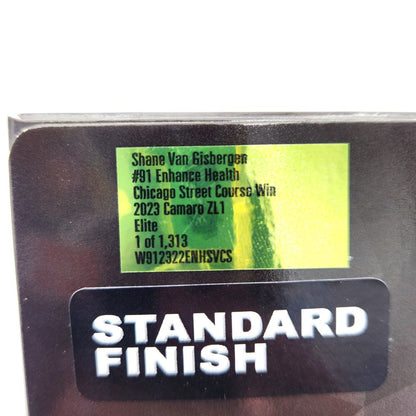 Shane Van Gisbergen
#91 Enhance Health
Chicago Street Course Win
2023 Camaro ZL1
Elite
1 of 1,313
W912322ENHSVCS
STANDARD
FINISH